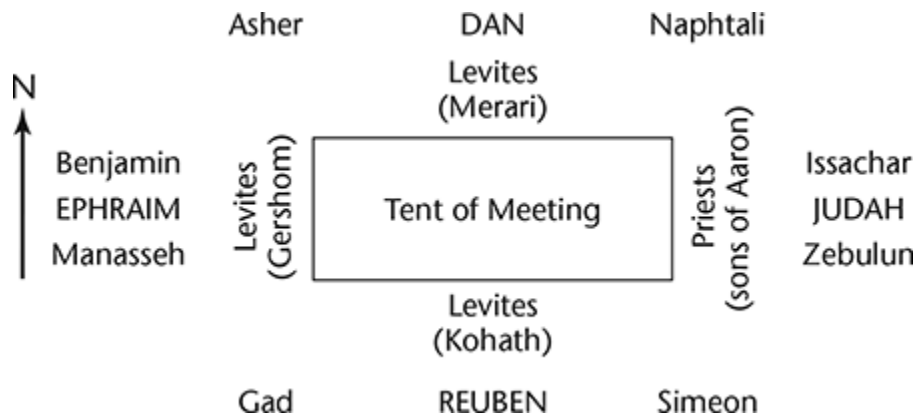 Asher DAN Naphtali
Levites
(Merari)
N
Benjamin
EPHRAIM
Manasseh
Levites
(Gershom)
Tent of Meeting
Priests
(sons of Aaron)
Issachar
JUDAH
Zebulun
Levites
(Kohath)
Gad REUBEN Simeon